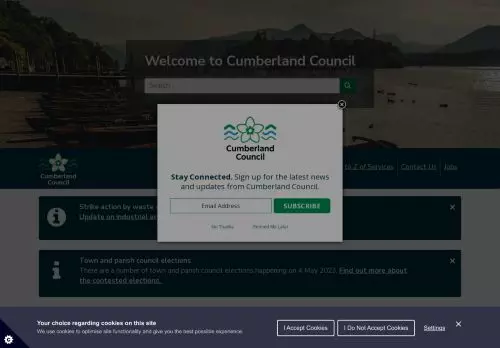 Welcome to Cumberland Council
Search
Cumberland
Council
Stay Connected. Sign up for the latest news
and updates from Cumberland Council.
Email Address
SUBSCRIBE
No Thanks
Remind Me Later
Cumberland
Council
to Z of Services
Contact Us
Jobs
Strike action by waste
Update on industrial
Town and parish council elections
There are a number of town and parish council elections happening on 4 May 2023. Find out more about
the contested elections.
Your choice regarding cookies on this site
We use cookies to optimise site functionality and give you the best possible experience.
I Accept Cookies
I Do Not Accept Cookies
Settings